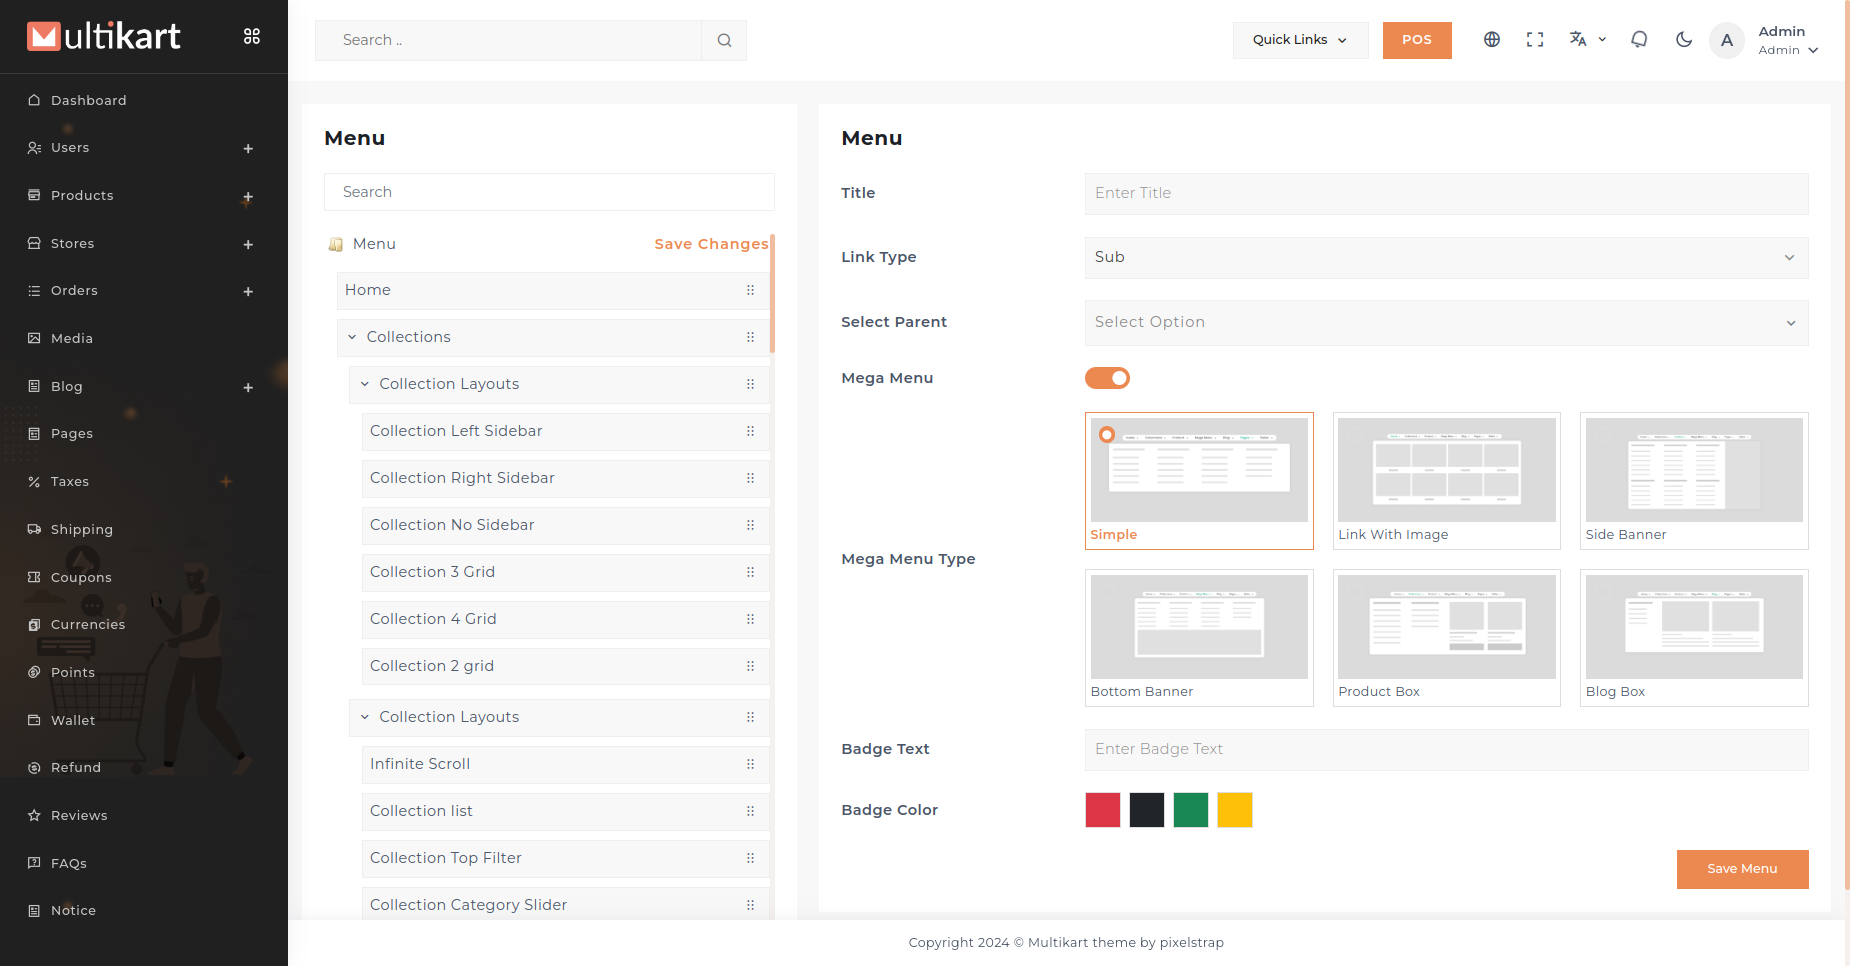 Multikart
Search ..
Quick Links
POS
A
Admin
Admin
Dashboard
Users
Products
Stores
Orders
Media
Blog
Pages
Taxes
Shipping
Coupons
Currencies
Points
Wallet
Refund
Reviews
FAQs
Notice
Menu
Search
Menu
Save Changes
Home
Collections
Collection Layouts
Collection Left Sidebar
Collection Right Sidebar
Collection No Sidebar
Collection 3 Grid
Collection 4 Grid
Collection 2 grid
Collection Layouts
Infinite Scroll
Collection list
Collection Top Filter
Collection Category Slider
Menu
Title
Enter Title
Link Type
Sub
Select Parent
Select Option
Mega Menu
Mega Menu Type
Simple
Link With Image
Side Banner
Bottom Banner
Product Box
Blog Box
Badge Text
Enter Badge Text
Badge Color
Save Menu
Copyright 2024 © Multikart theme by pixelstrap